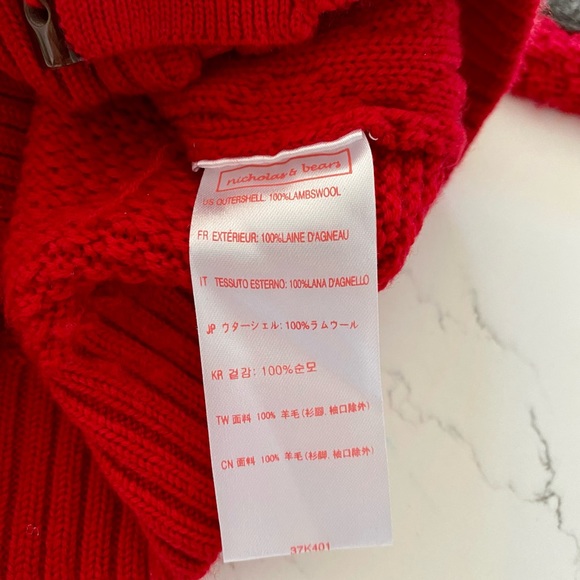 nicholas & bears
US OUTERSHELL: 100%LAMBSWOOL
FR EXTÉRIEUR: 100%LAINE D'AGNEAU
IT TESSUTO ESTERNO: 100%LANA D'AGNELLO
JP ウターシェル: 100%ラムウール
KR 겉감: 100%순모
TW 面料 100% 羊毛(衫腳, 袖口除外)
CN 面料 100% 羊毛(衫脚, 袖口除外)
37K401